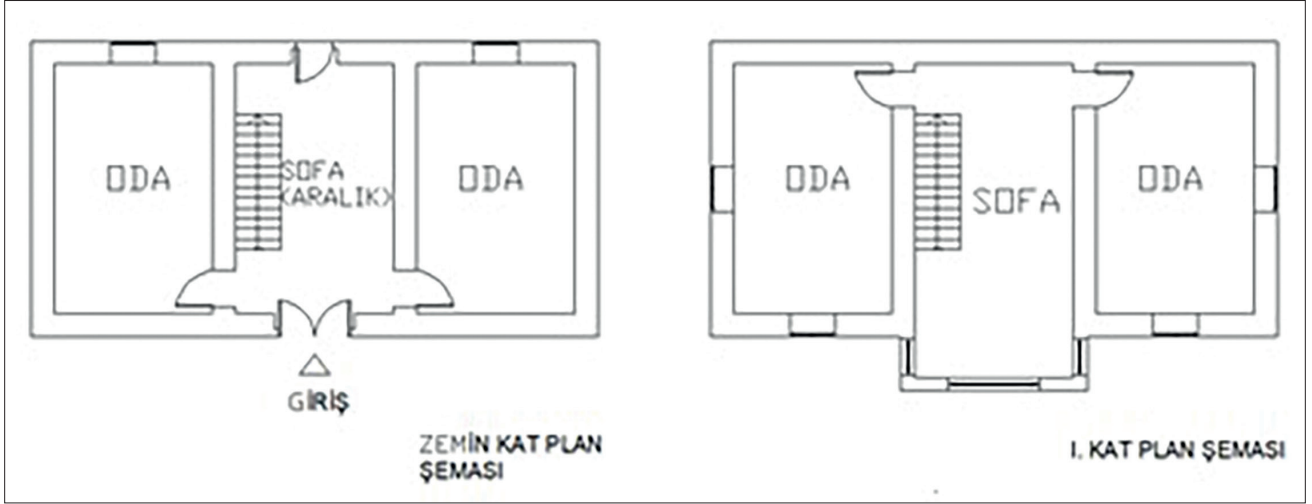 ODA
SOFA
(ARALIK)
ODA
GİRİŞ
ZEMİN KAT PLAN
ŞEMASI
ODA
SOFA
ODA
I. KAT PLAN ŞEMASI